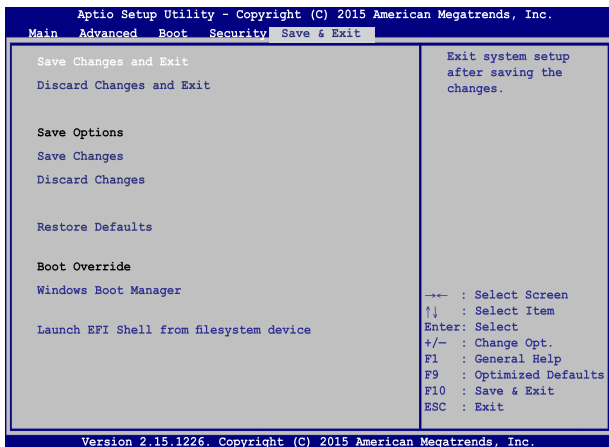 Aptio Setup Utility - Copyright (C) 2015 American Megatrends, Inc.
Main Advanced Boot Security Save & Exit
Save Changes and Exit
Discard Changes and Exit
Save Options
Save Changes
Discard Changes
Restore Defaults
Boot Override
Windows Boot Manager
Launch EFI Shell from filesystem device
Exit system setup
after saving the
changes.
→← : Select Screen
↑↓ : Select Item
Enter: Select
+/— : Change Opt.
F1 : General Help
F9 : Optimized Defaults
F10 : Save & Exit
ESC : Exit
Version 2.15.1226. Copyright (C) 2015 American Megatrends, Inc.